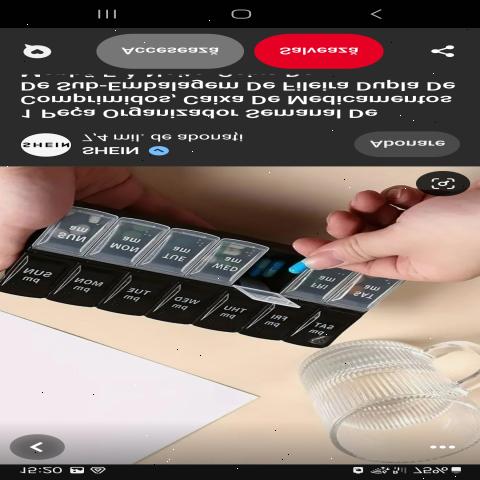 15:20 75%
pm pm pm pm pm pm pm
SUN MON TUE WED THU FRI SAT
am am am am am am
SUN MON TUE WED FRI SAT
SHEIN
SHEIN
7,4 mil. de abonați
Abonare
1 Peça Organizador Semanal De
Comprimidos, Caixa De Medicamentos
De Sub-Embalagem De Fileira Dupla De
Accesează
Salvează